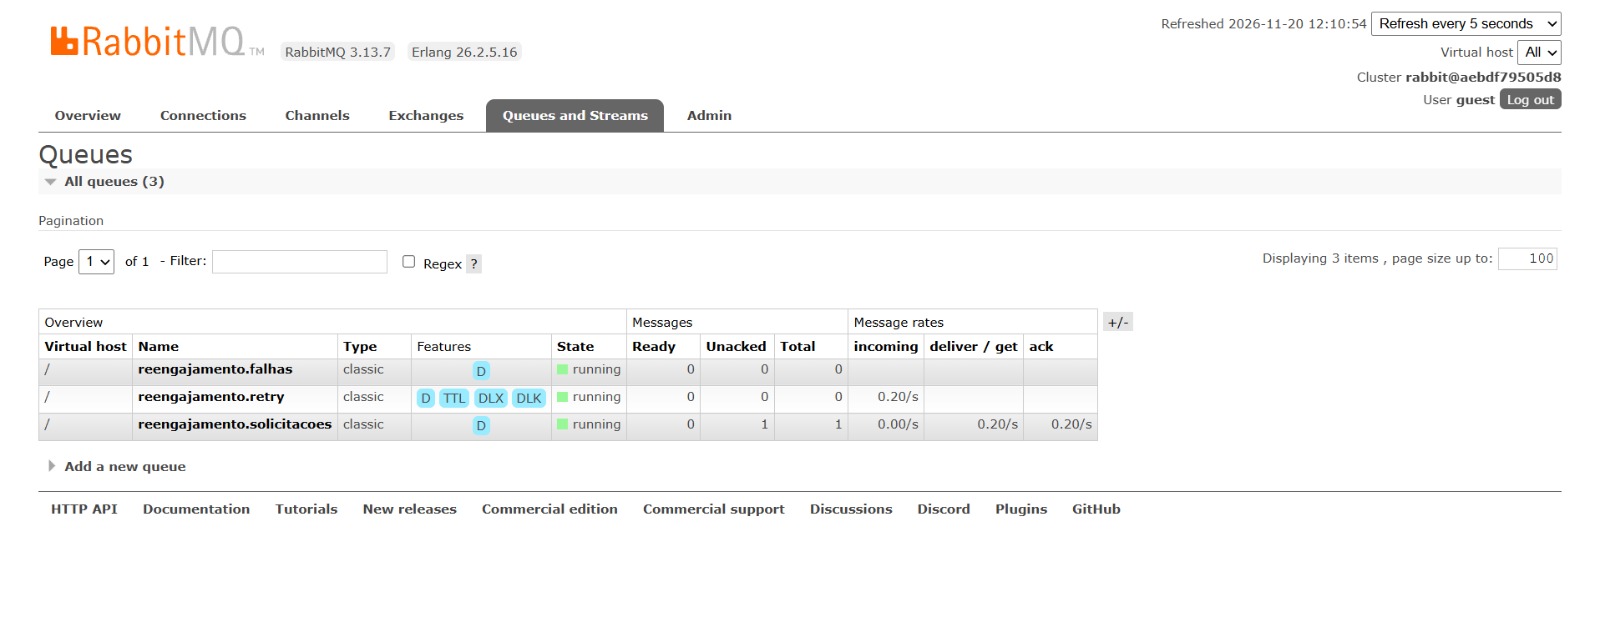 RabbitMQ TM RabbitMQ 3.13.7 Erlang 26.2.5.16
Refreshed 2026-11-20 12:10:54 Refresh every 5 seconds
Virtual host All
Cluster rabbit@aebdf79505d8
User guest Log out
Overview Connections Channels Exchanges Queues and Streams Admin
Queues
All queues (3)
Pagination
Page 1 of 1 - Filter: Regex ? Displaying 3 items , page size up to: 100
Overview Messages Message rates +/-
Virtual host Name Type Features State Ready Unacked Total incoming deliver / get ack
/ reengajamento.falhas classic D running 0 0 0
/ reengajamento.retry classic D TTL DLX DLK running 0 0 0 0.20/s
/ reengajamento.solicitacoes classic D running 0 1 1 0.00/s 0.20/s 0.20/s
Add a new queue
HTTP API Documentation Tutorials New releases Commercial edition Commercial support Discussions Discord Plugins GitHub